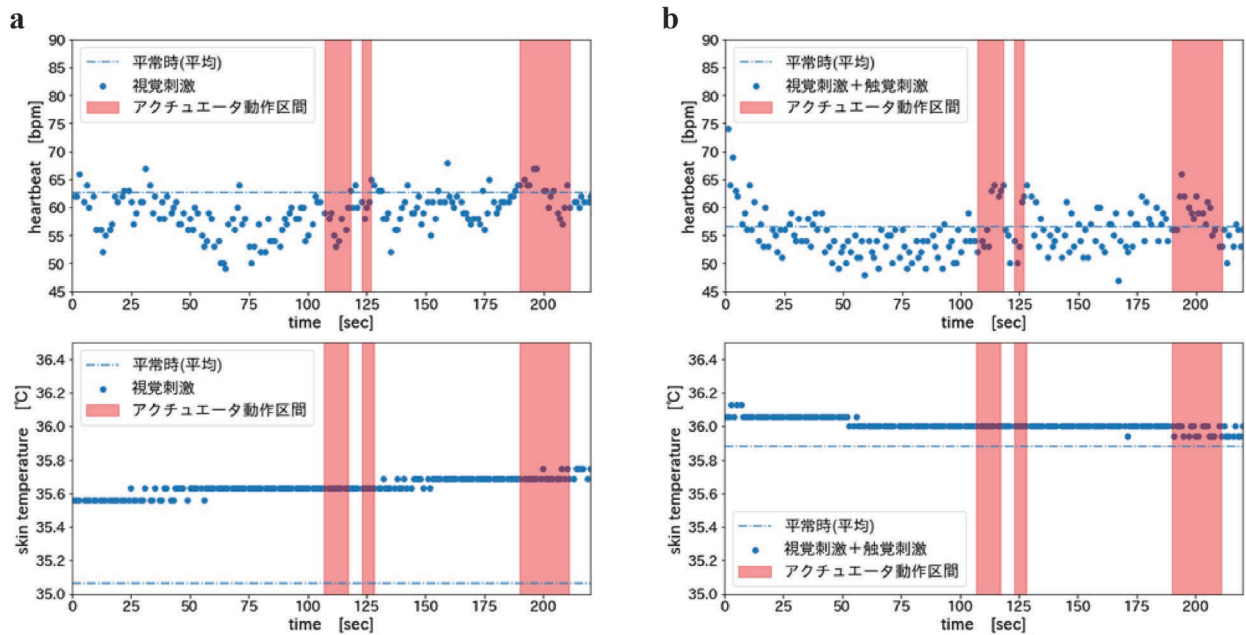 a
90
85
80
75
70
65
60
55
50
45
heartbeat [bpm]
平常時(平均)
視覚刺激
アクチュエータ動作区間
0 25 50 75 100 125 150 175 200
time [sec]
36.4
36.2
36.0
35.8
35.6
35.4
35.2
35.0
skin temperature [℃]
平常時(平均)
視覚刺激
アクチュエータ動作区間
0 25 50 75 100 125 150 175 200
time [sec]
b
90
85
80
75
70
65
60
55
50
45
heartbeat [bpm]
平常時(平均)
視覚刺激＋触覚刺激
アクチュエータ動作区間
0 25 50 75 100 125 150 175 200
time [sec]
36.4
36.2
36.0
35.8
35.6
35.4
35.2
35.0
skin temperature [℃]
平常時(平均)
視覚刺激＋触覚刺激
アクチュエータ動作区間
0 25 50 75 100 125 150 175 200
time [sec]